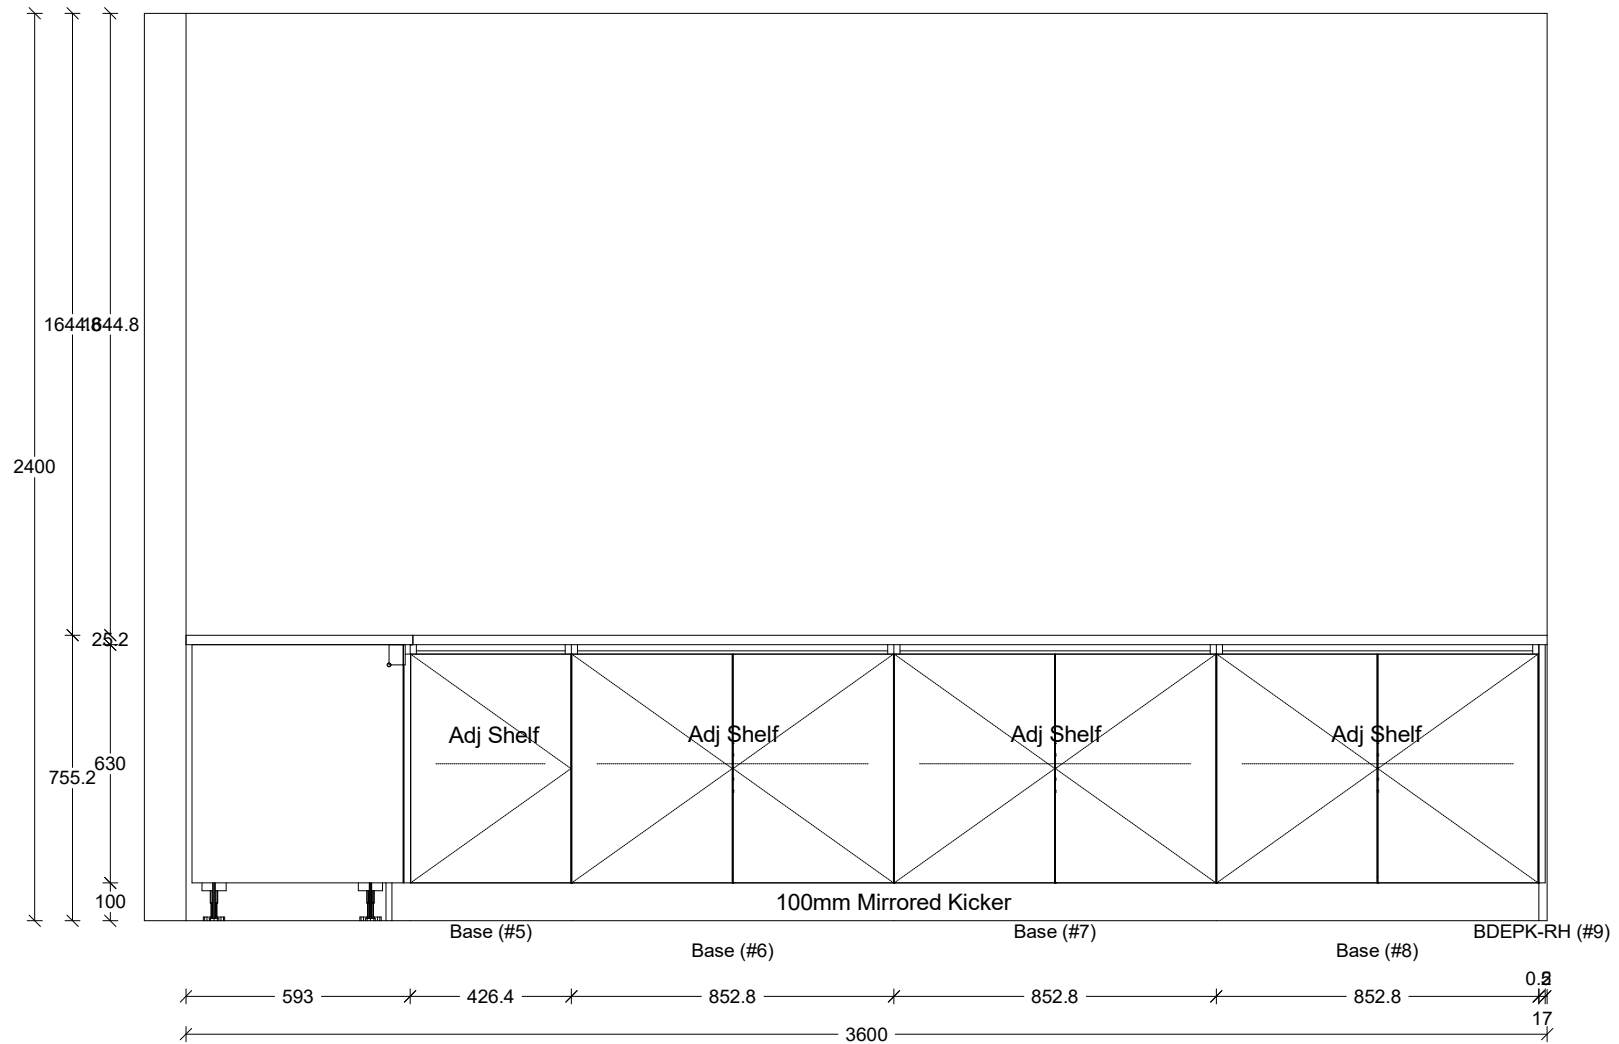 1644.8
1644.8
2400
25.2
Adj Shelf
Adj Shelf
Adj Shelf
Adj Shelf
630
755.2
100
100mm Mirrored Kicker
Base (#5)
Base (#7)
BDEPK-RH (#9)
Base (#6)
Base (#8)
593
426.4
852.8
852.8
852.8
17
3600